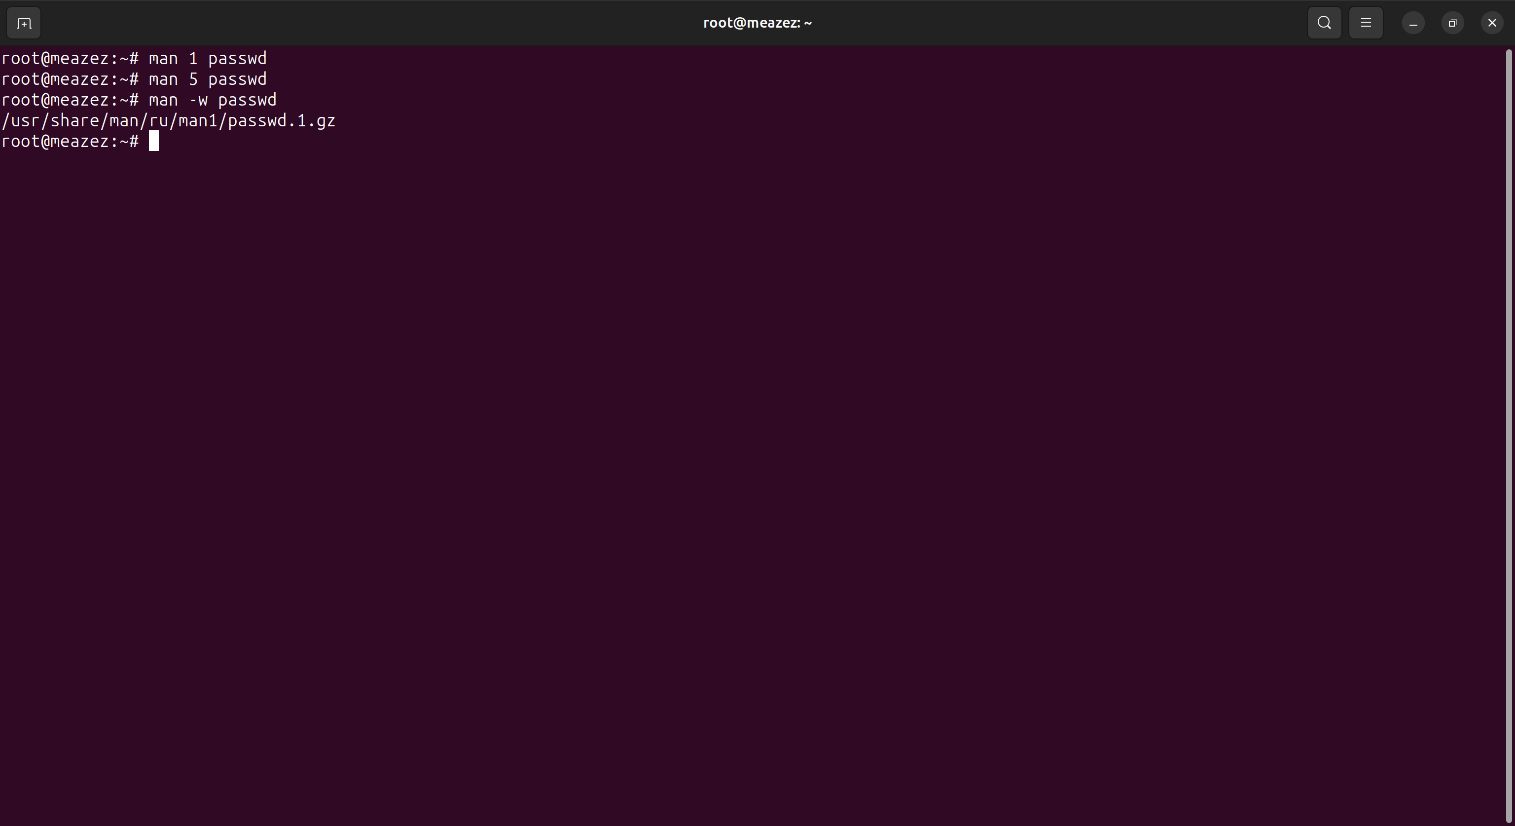 root@meazez: ~
root@meazez:~# man 1 passwd
root@meazez:~# man 5 passwd
root@meazez:~# man -w passwd
/usr/share/man/ru/man1/passwd.1.gz
root@meazez:~#